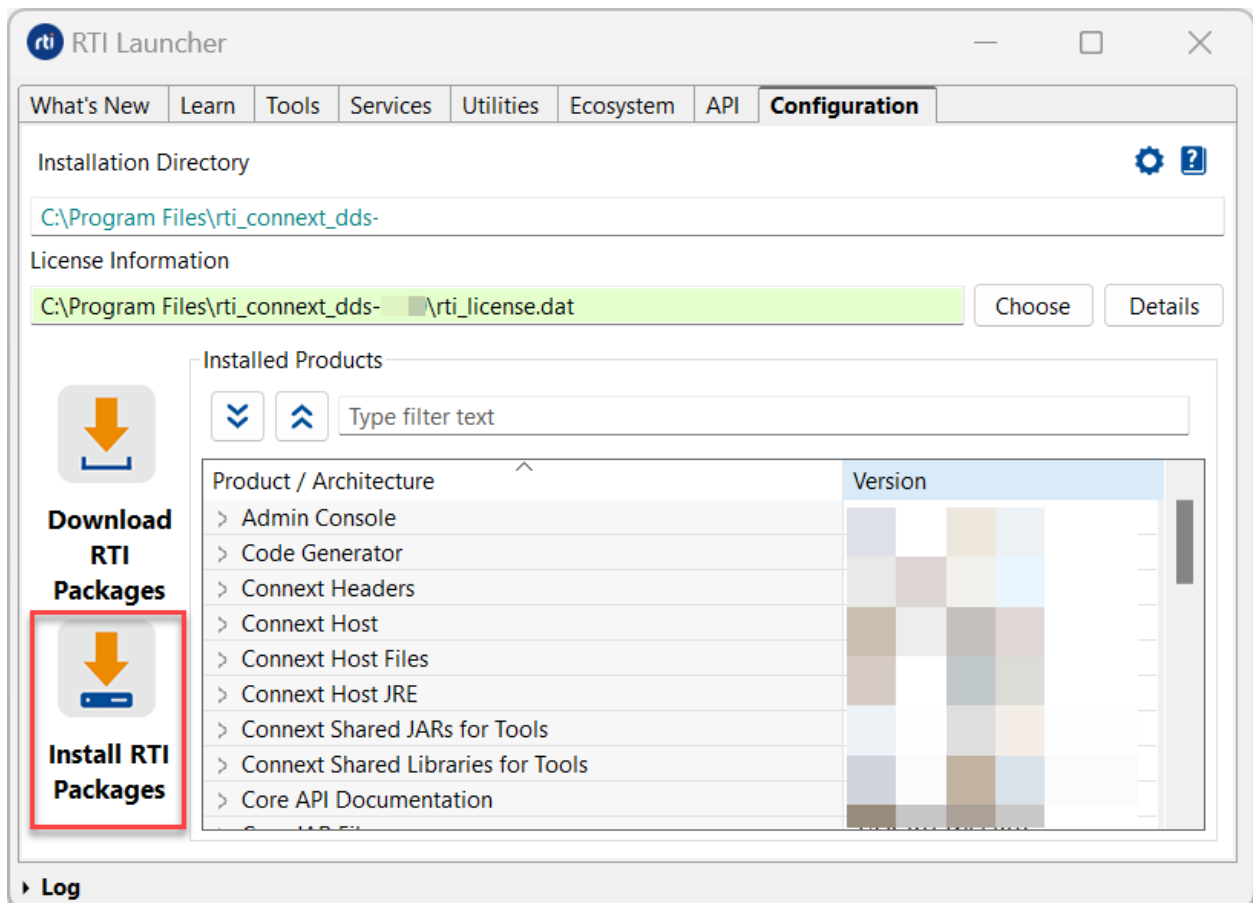 rti RTI Launcher
What's New Learn Tools Services Utilities Ecosystem API Configuration
Installation Directory
C:\Program Files\rti_connext_dds-
License Information
C:\Program Files\rti_connext_dds- \rti_license.dat Choose Details
Installed Products
Type filter text
Product / Architecture Version
Download
RTI
Packages
Install RTI
Packages
> Admin Console
> Code Generator
> Connext Headers
> Connext Host
> Connext Host Files
> Connext Host JRE
> Connext Shared JARs for Tools
> Connext Shared Libraries for Tools
> Core API Documentation
Log